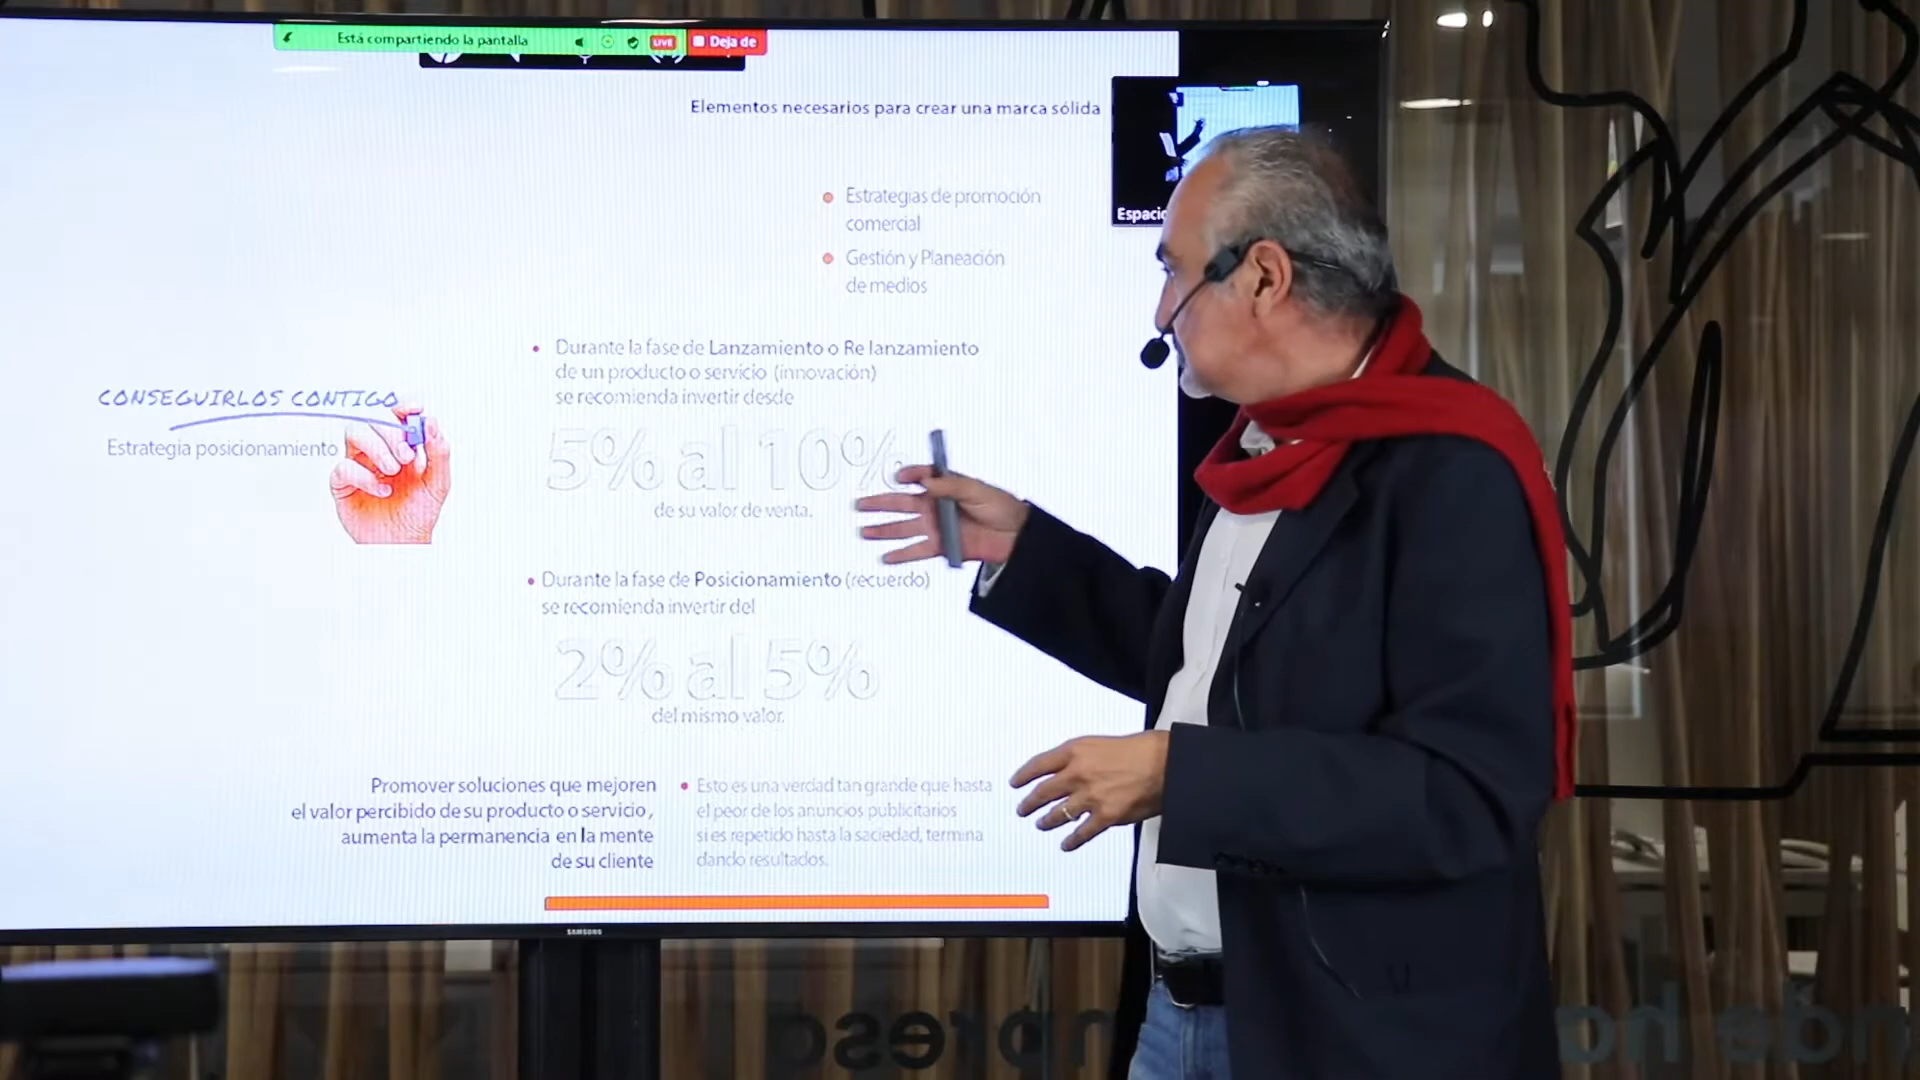 Está compartiendo la pantalla
LIVE
Deja de
Elementos necesarios para crear una marca sólida
Espacio
Estrategias de promoción
comercial
Gestión y Planeación
de medios
Durante la fase de Lanzamiento o Re lanzamiento
de un producto o servicio (innovación)
se recomienda invertir desde
5% al 10%
de su valor de venta.
CONSEGUIRLOS CONTIGO
Estrategia posicionamiento
Durante la fase de Posicionamiento (recuerdo)
se recomienda invertir del
2% al 5%
del mismo valor.
Promover soluciones que mejoren
el valor percibido de su producto o servicio,
aumenta la permanencia en la mente
de su cliente
Esto es una verdad tan grande que hasta
el peor de los anuncios publicitarios
si es repetido hasta la saciedad, termina
dando resultados.
SAMSUNG